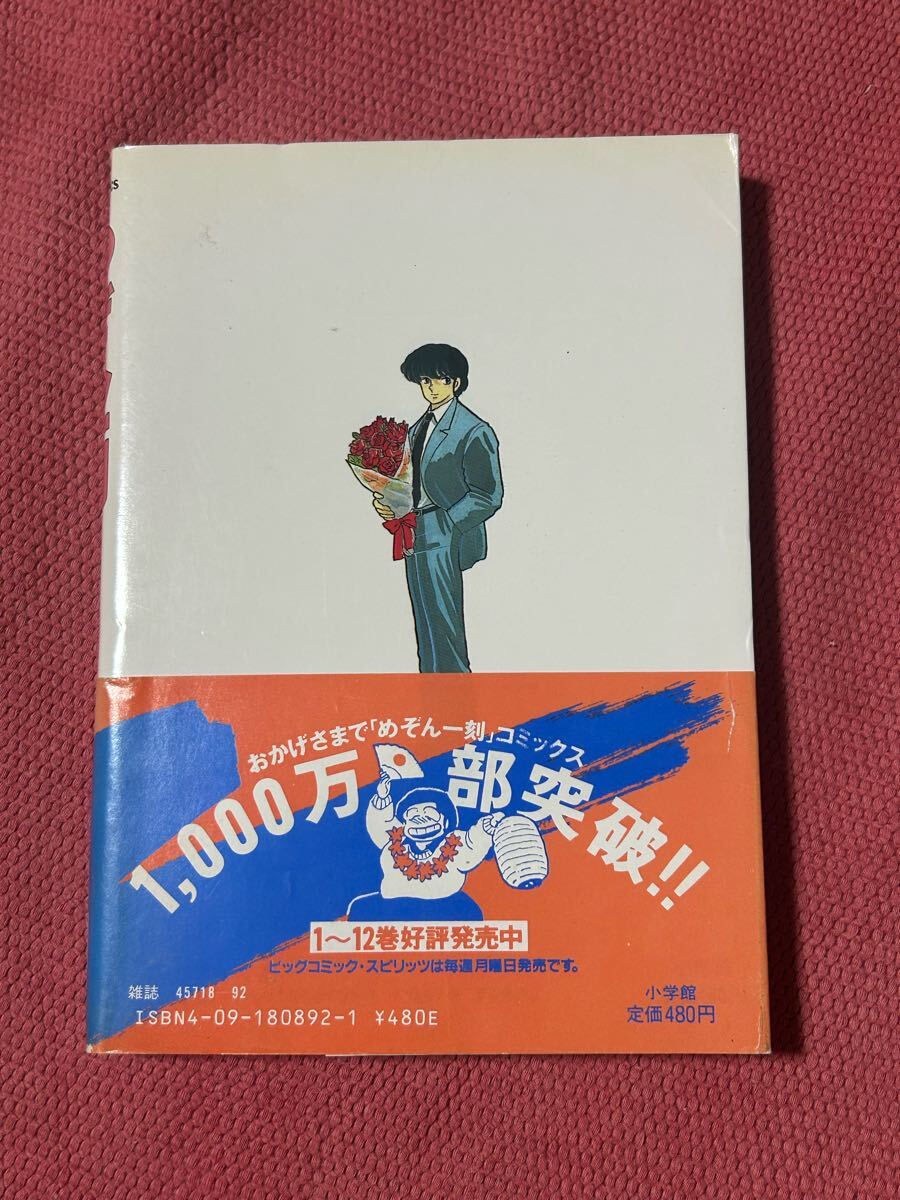 おかげさまで「めぞん一刻」コミックス
1,000万部突破!!
1～12巻好評発売中
ビッグコミック・スピリッツは毎週月曜日発売です。
雑誌 45718-92
ISBN4-09-180892-1 ¥480E
小学館
定価480円